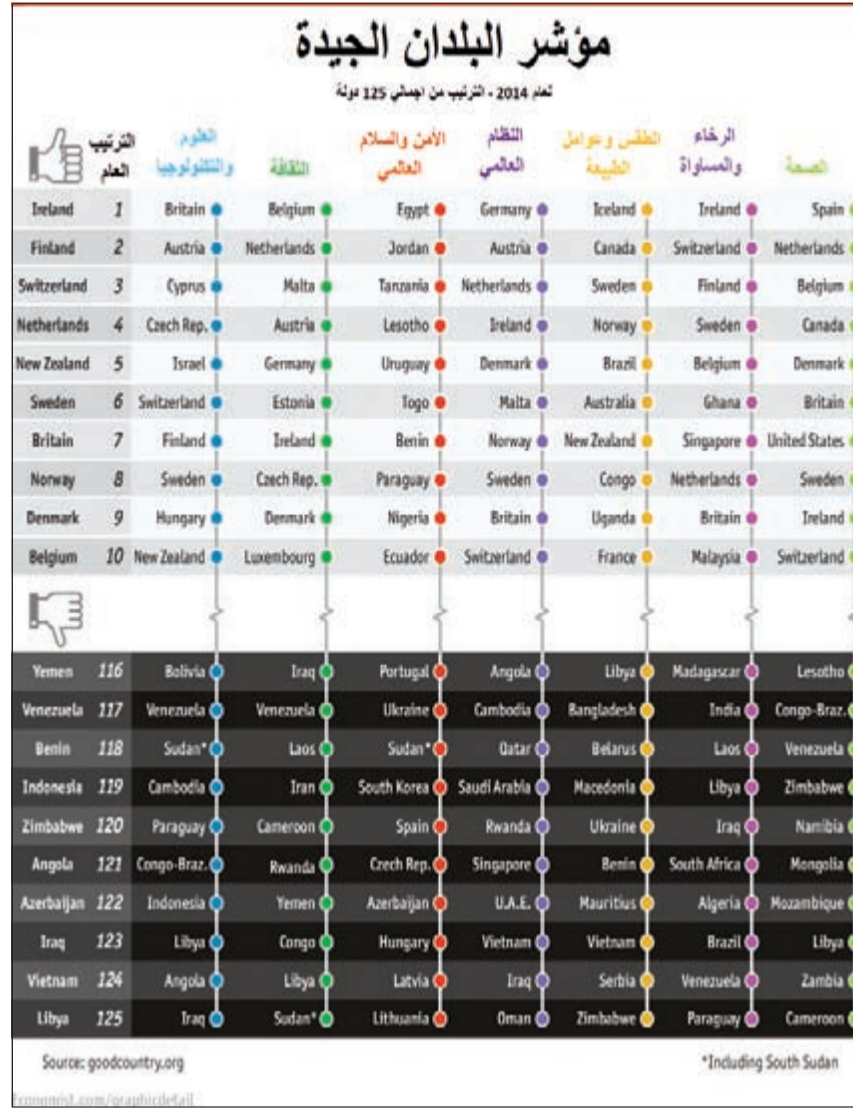 مؤشر البلدان الجيدة
لعام 2014 - الترتيب من اجمالي 125 دولة
الترتيب العام العلوم والتكنولوجيا الثقافة الأمن والسلام العالمي النظام العالمي الطقس وعوامل الطبيعة الرخاء والمساواة الصحة
Ireland 1 Britain Belgium Egypt Germany Iceland Ireland Spain
Finland 2 Austria Netherlands Jordan Austria Canada Switzerland Netherlands
Switzerland 3 Cyprus Malta Tanzania Netherlands Sweden Finland Belgium
Netherlands 4 Czech Rep. Austria Lesotho Ireland Norway Sweden Canada
New Zealand 5 Israel Germany Uruguay Denmark Brazil Belgium Denmark
Sweden 6 Switzerland Estonia Togo Malta Australia Ghana Britain
Britain 7 Finland Ireland Benin Norway New Zealand Singapore United States
Norway 8 Sweden Czech Rep. Paraguay Sweden Congo Netherlands Sweden
Denmark 9 Hungary Denmark Nigeria Britain Uganda Britain Ireland
Belgium 10 New Zealand Luxembourg Ecuador Switzerland France Malaysia Switzerland
Yemen 116 Bolivia Iraq Portugal Angola Libya Madagascar Lesotho
Venezuela 117 Venezuela Venezuela Ukraine Cambodia Bangladesh India Congo-Braz.
Benin 118 Sudan* Laos Sudan* Qatar Belarus Laos Venezuela
Indonesia 119 Cambodia Iran South Korea Saudi Arabia Macedonia Libya Zimbabwe
Zimbabwe 120 Paraguay Cameroon Spain Rwanda Ukraine Iraq Namibia
Angola 121 Congo-Braz. Rwanda Czech Rep. Singapore Benin South Africa Mongolia
Azerbaijan 122 Indonesia Yemen Azerbaijan U.A.E. Mauritius Algeria Mozambique
Iraq 123 Libya Congo Hungary Vietnam Vietnam Brazil Libya
Vietnam 124 Angola Libya Latvia Iraq Serbia Venezuela Zambia
Libya 125 Iraq Sudan* Lithuania Oman Zimbabwe Paraguay Cameroon
Source: goodcountry.org *Including South Sudan
Economist.com/graphicdetail